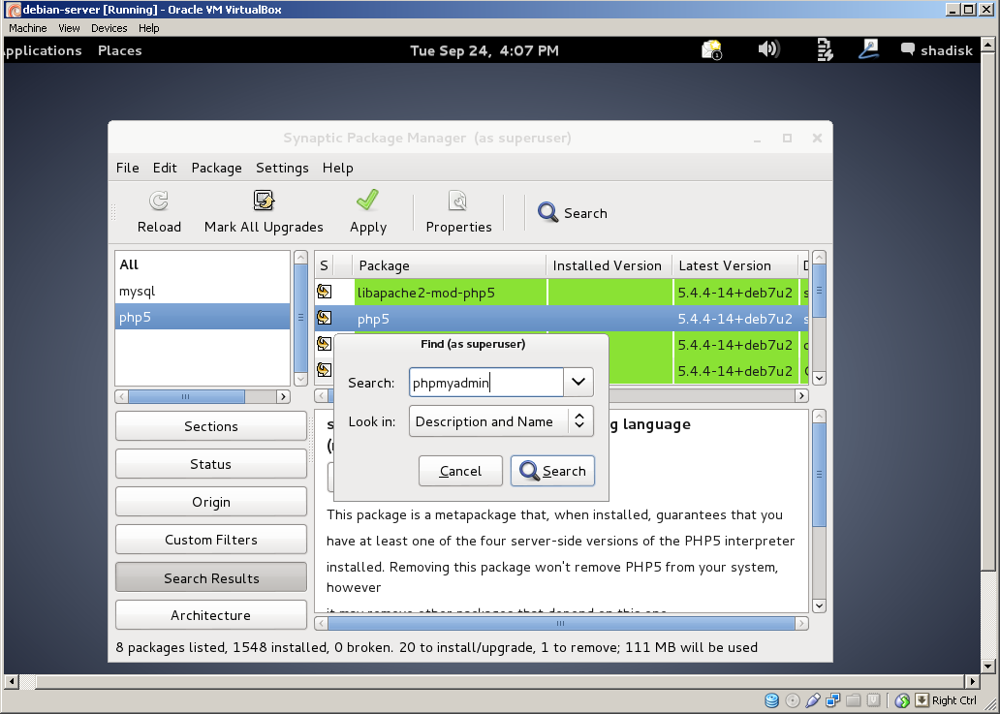 debian-server [Running] - Oracle VM VirtualBox
Machine View Devices Help
pplications Places Tue Sep 24, 4:07 PM 1 shadisk
Synaptic Package Manager (as superuser)
File Edit Package Settings Help
Reload Mark All Upgrades Apply Properties Search
All
mysql
php5
S Package Installed Version Latest Version D
libapache2-mod-php5 5.4.4-14+deb7u2 s
php5 5.4.4-14+deb7u2 s
5.4.4-14+deb7u2
5.4.4-14+deb7u2
Find (as superuser)
Search: phpmyadmin
Look in: Description and Name
Cancel Search
Sections
Status
Origin
Custom Filters
Search Results
Architecture
s g language
(
This package is a metapackage that, when installed, guarantees that you
have at least one of the four server-side versions of the PHP5 interpreter
installed. Removing this package won't remove PHP5 from your system,
however
it may remove other packages that depend on this one.
8 packages listed, 1548 installed, 0 broken. 20 to install/upgrade, 1 to remove; 111 MB will be used
Right Ctrl